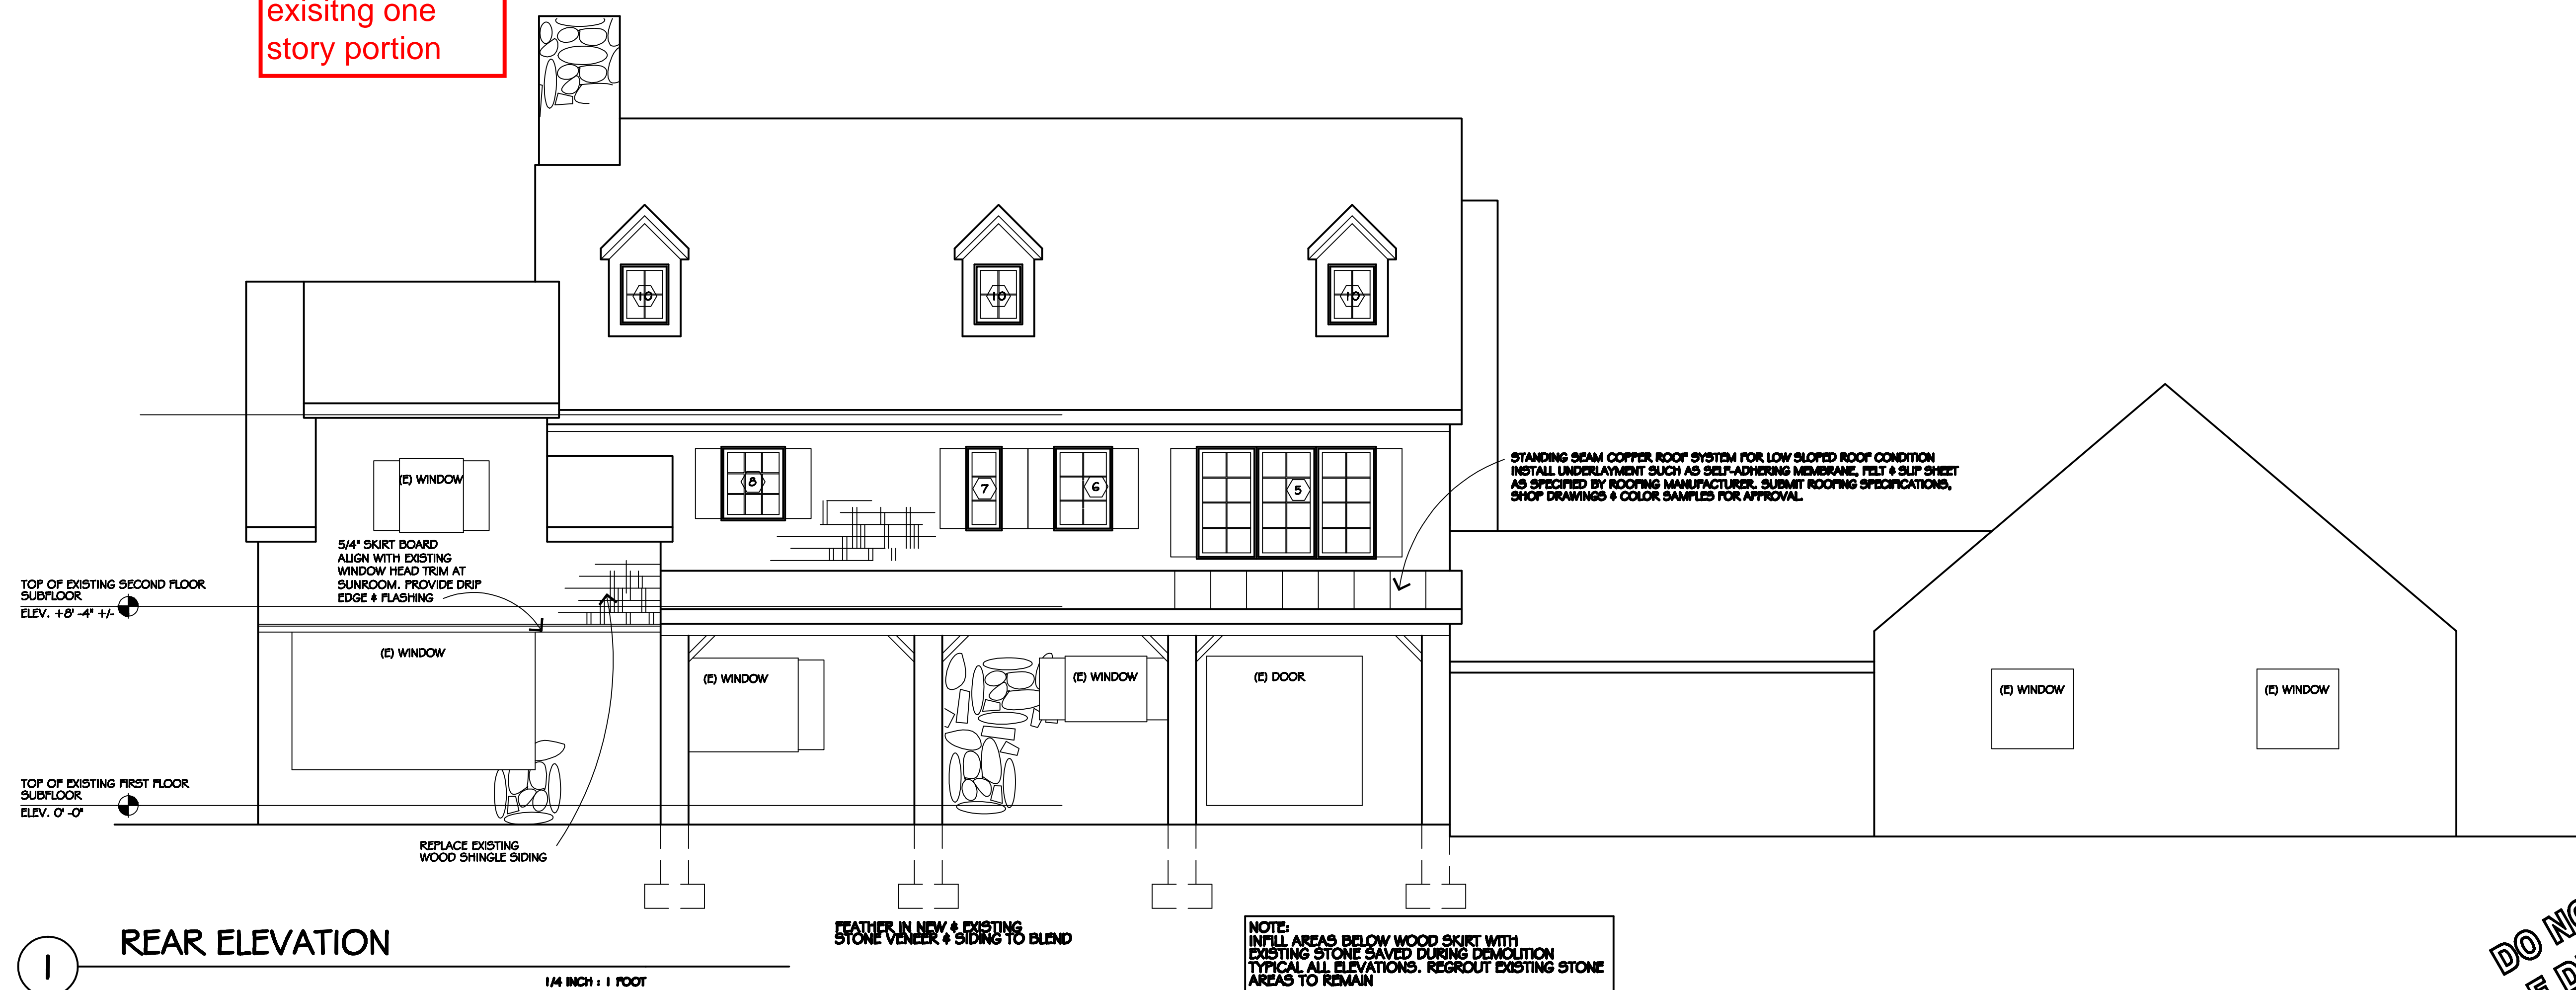 exisitng one
story portion
10
10
10
(E) WINDOW
8
7
6
5
STANDING SEAM COPPER ROOF SYSTEM FOR LOW SLOPED ROOF CONDITION
INSTALL UNDERLAYMENT SUCH AS SELF-ADHERING MEMBRANE, FELT & SLIP SHEET
AS SPECIFIED BY ROOFING MANUFACTURER. SUBMIT ROOFING SPECIFICATIONS,
SHOP DRAWINGS & COLOR SAMPLES FOR APPROVAL.
5/4" SKIRT BOARD
ALIGN WITH EXISTING
WINDOW HEAD TRIM AT
SUNROOM. PROVIDE DRIP
EDGE & FLASHING
TOP OF EXISTING SECOND FLOOR
SUBFLOOR
ELEV. +8' -4" +/-
(E) WINDOW
(E) WINDOW
(E) WINDOW
(E) DOOR
(E) WINDOW
(E) WINDOW
TOP OF EXISTING FIRST FLOOR
SUBFLOOR
ELEV. 0' -0"
REPLACE EXISTING
WOOD SHINGLE SIDING
FEATHER IN NEW & EXISTING
STONE VENEER & SIDING TO BLEND
NOTE:
INFILL AREAS BELOW WOOD SKIRT WITH
EXISTING STONE SAVED DURING DEMOLITION
TYPICAL ALL ELEVATIONS. REGROUT EXISTING STONE
AREAS TO REMAIN
1
REAR ELEVATION
1/4 INCH : 1 FOOT
DO